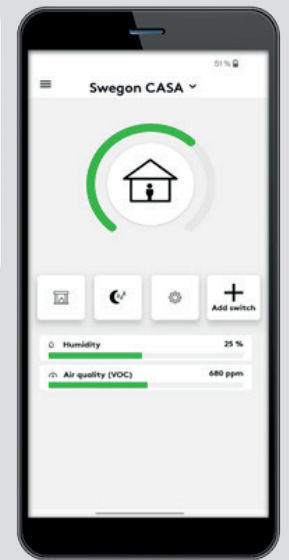 51 %
Swegon CASA
Add switch
Humidity 25 %
Air quality (VOC) 680 ppm